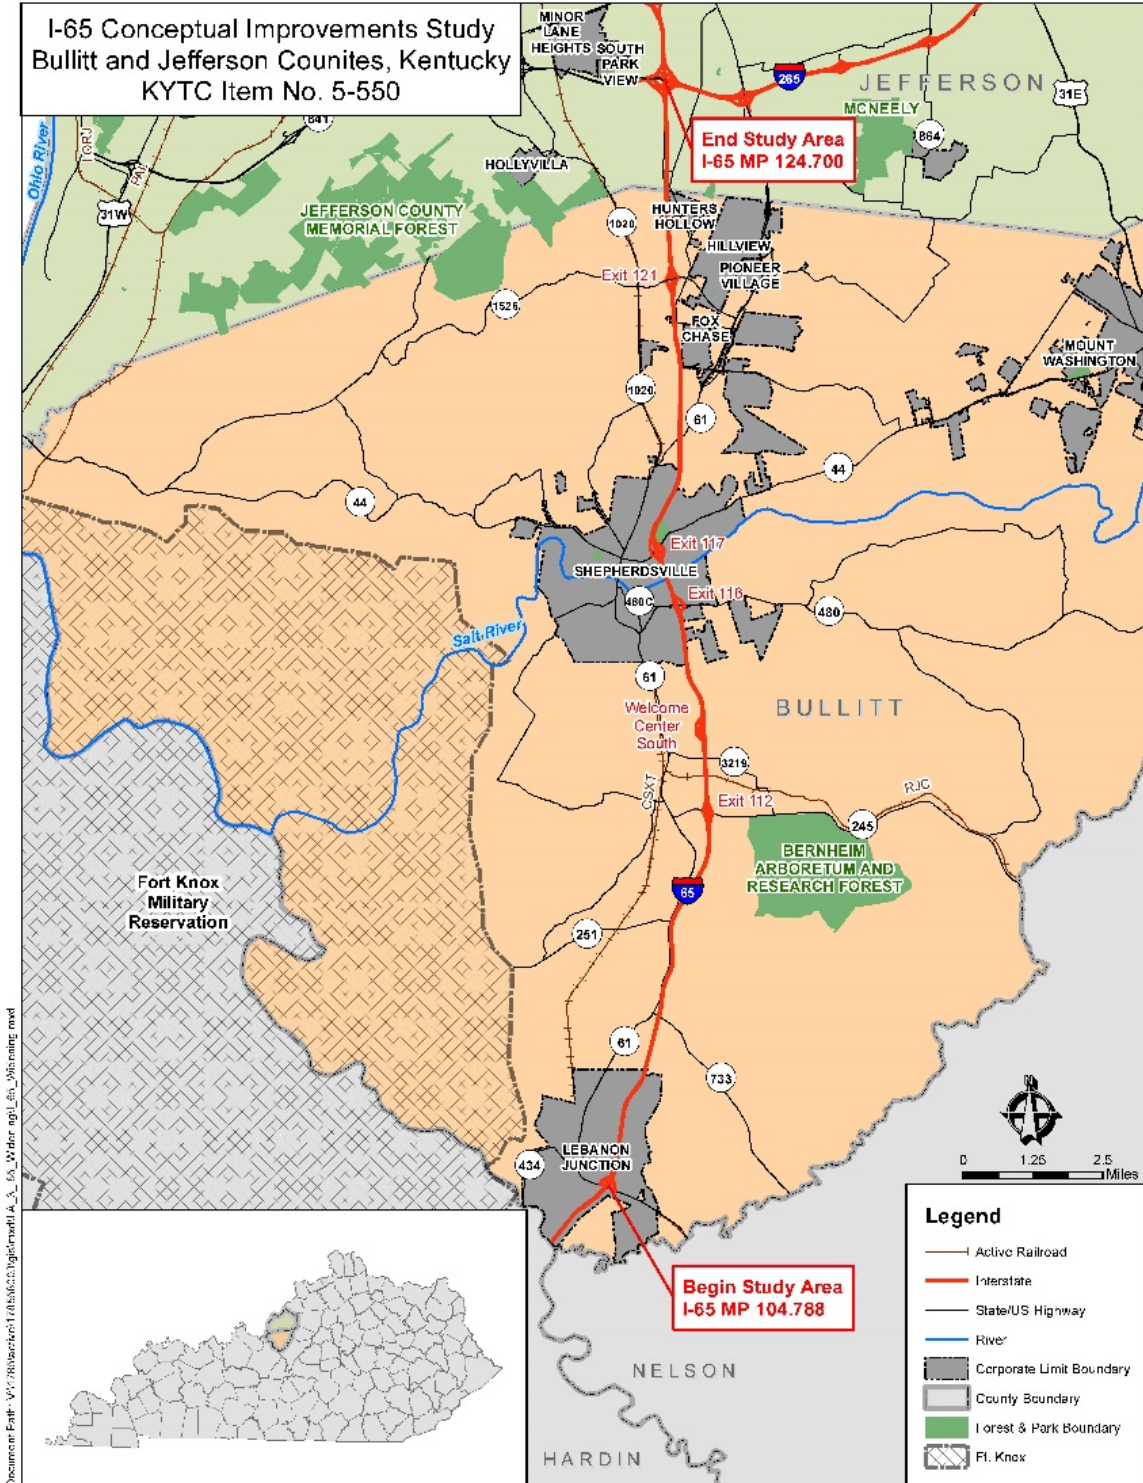 I-65 Conceptual Improvements Study
Bullitt and Jefferson Counites, Kentucky
KYTC Item No. 5-550
MINOR
LANE
HEIGHTS
SOUTH
PARK
VIEW
265
JEFFERSON
31E
MCNEELY
864
End Study Area
I-65 MP 124.700
841
Ohio River
PAL
31W
HOLLYVILLA
JEFFERSON COUNTY
MEMORIAL FOREST
1020
HUNTERS
HOLLOW
HILLVIEW
PIONEER
VILLAGE
Exit 121
1526
FOX
CHASE
MOUNT
WASHINGTON
1020
61
44
44
Exit 117
SHEPHERDSVILLE
480C
Exit 116
480
Salt River
61
BULLITT
Welcome
Center
South
3219
CSXT
RJC
Exit 112
245
BERNHEIM
ARBORETUM AND
RESEARCH FOREST
Fort Knox
Military
Reservation
65
251
61
733
N
LEBANON
JUNCTION
434
0 1.25 2.5
Miles
Begin Study Area
I-65 MP 104.788
NELSON
HARDIN
Legend
Active Railroad
Interstate
State/US Highway
River
Corporate Limit Boundary
County Boundary
Forest & Park Boundary
Ft. Knox